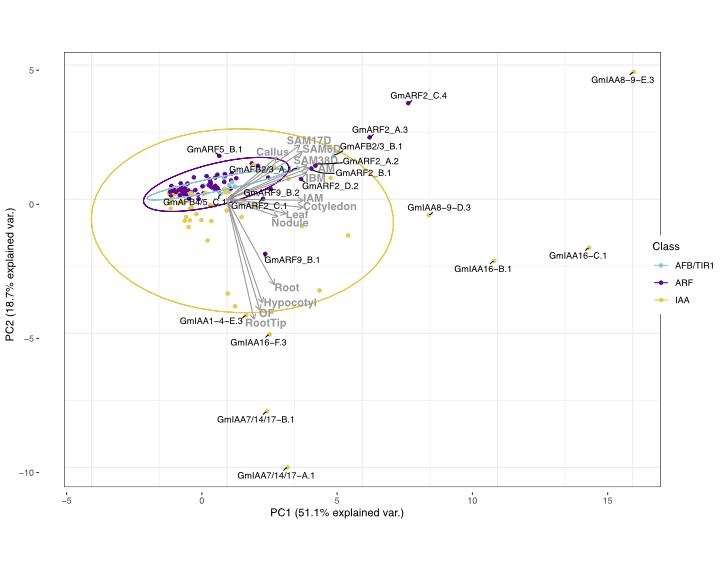 5
GmIAA8−9−E.3
GmARF2_C.4
GmARF2_A.3
SAM17D
GmARF5_B.1
Callus
SAM6D
GmAFB2/3_B.1
SAM38D
GmARF2_A.2
GmAFB2/3_A.1
GmARF2_B.1
IBM
GmARF2_D.2
GmARF9_B.2
GmAFB4/5_C.1
IAM
0
GmARF2_C.1
Cotyledon
GmIAA8−9−D.3
Leaf
Nodule
Class
GmIAA16−C.1
GmARF9_B.1
GmIAA16−B.1
AFB/TIR1
ARF
Root
IAA
Hypocotyl
OF
GmIAA1−4−E.3
RootTip
−5
GmIAA16−F.3
GmIAA7/14/17−B.1
−10
GmIAA7/14/17−A.1
−5
0
5
10
15
PC1 (51.1% explained var.)
PC2 (18.7% explained var.)